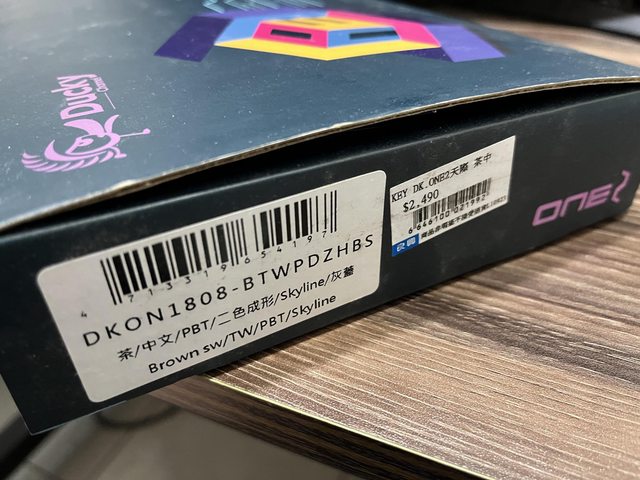 Ducky
KEY DK.ONE2天際 茶中
$2,490
ONE2
4 713319 654197
DKON1808-BTWPDZHBS
茶/中文/PBT/二色成形/Skyline/灰蓋
Brown sw/TW/PBT/Skyline